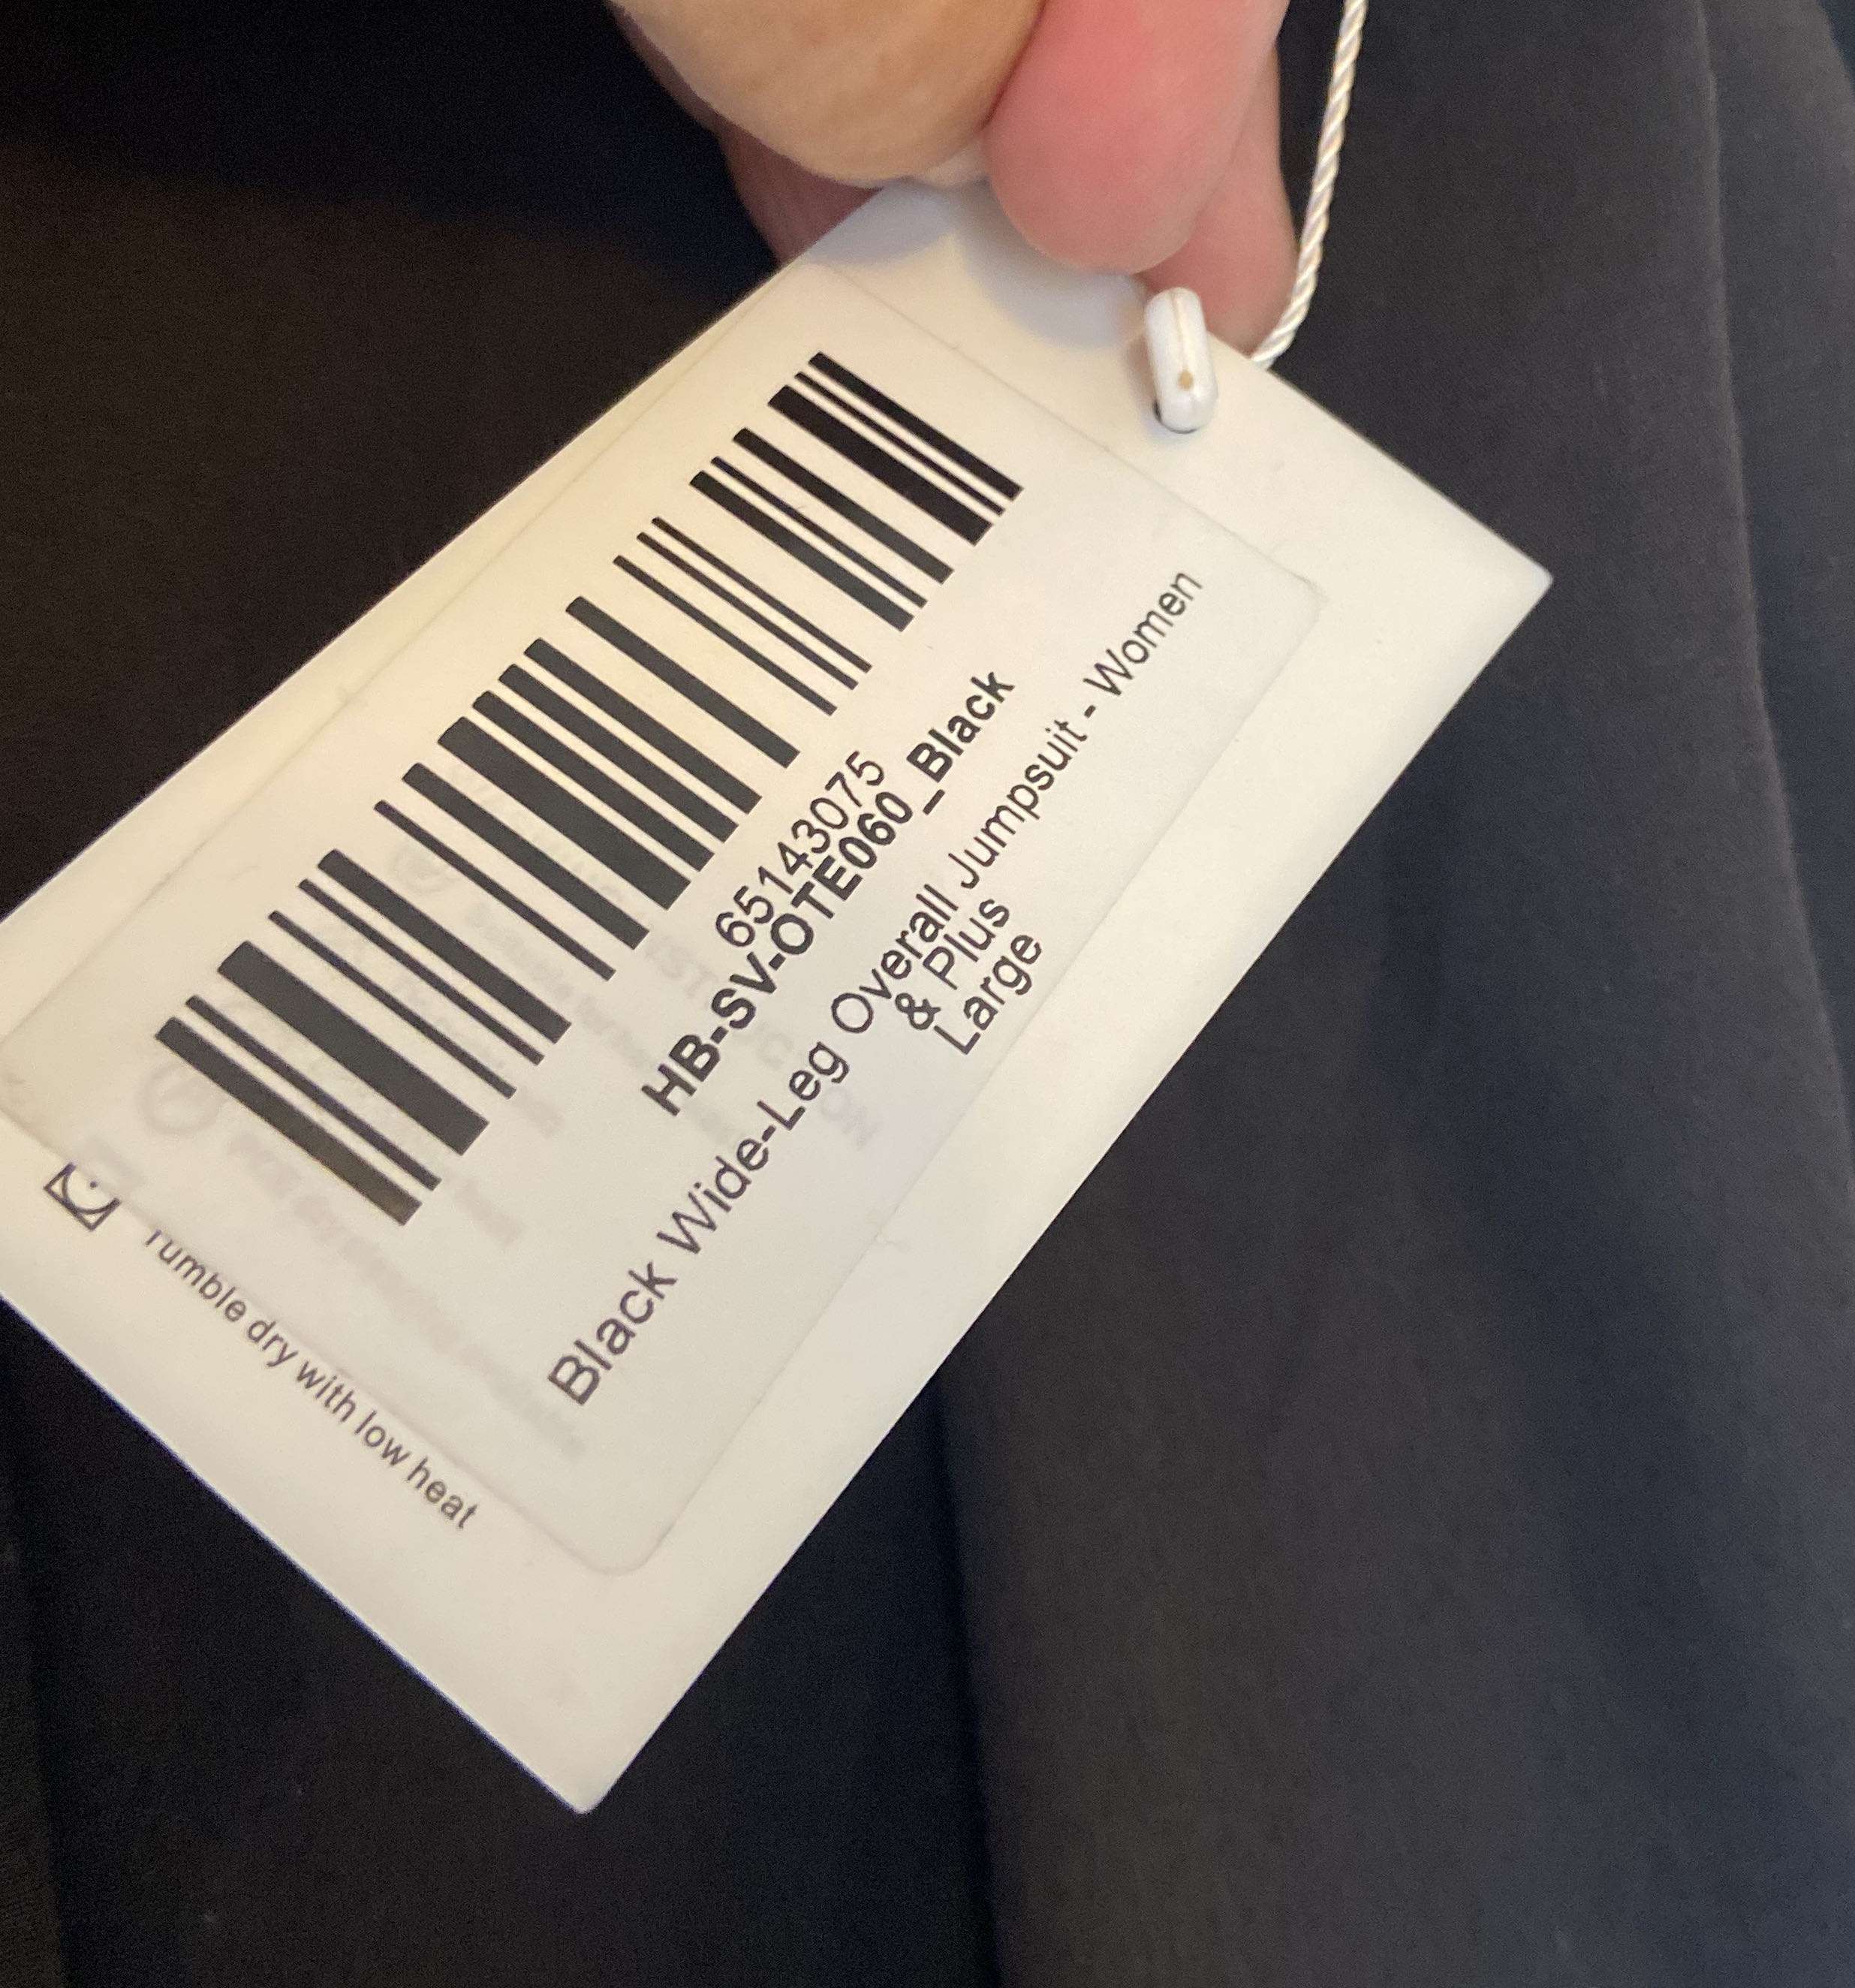 65143075
HB-SV-OTE060_Black
Black Wide-Leg Overall Jumpsuit - Women
& Plus
Large
Tumble dry with low heat